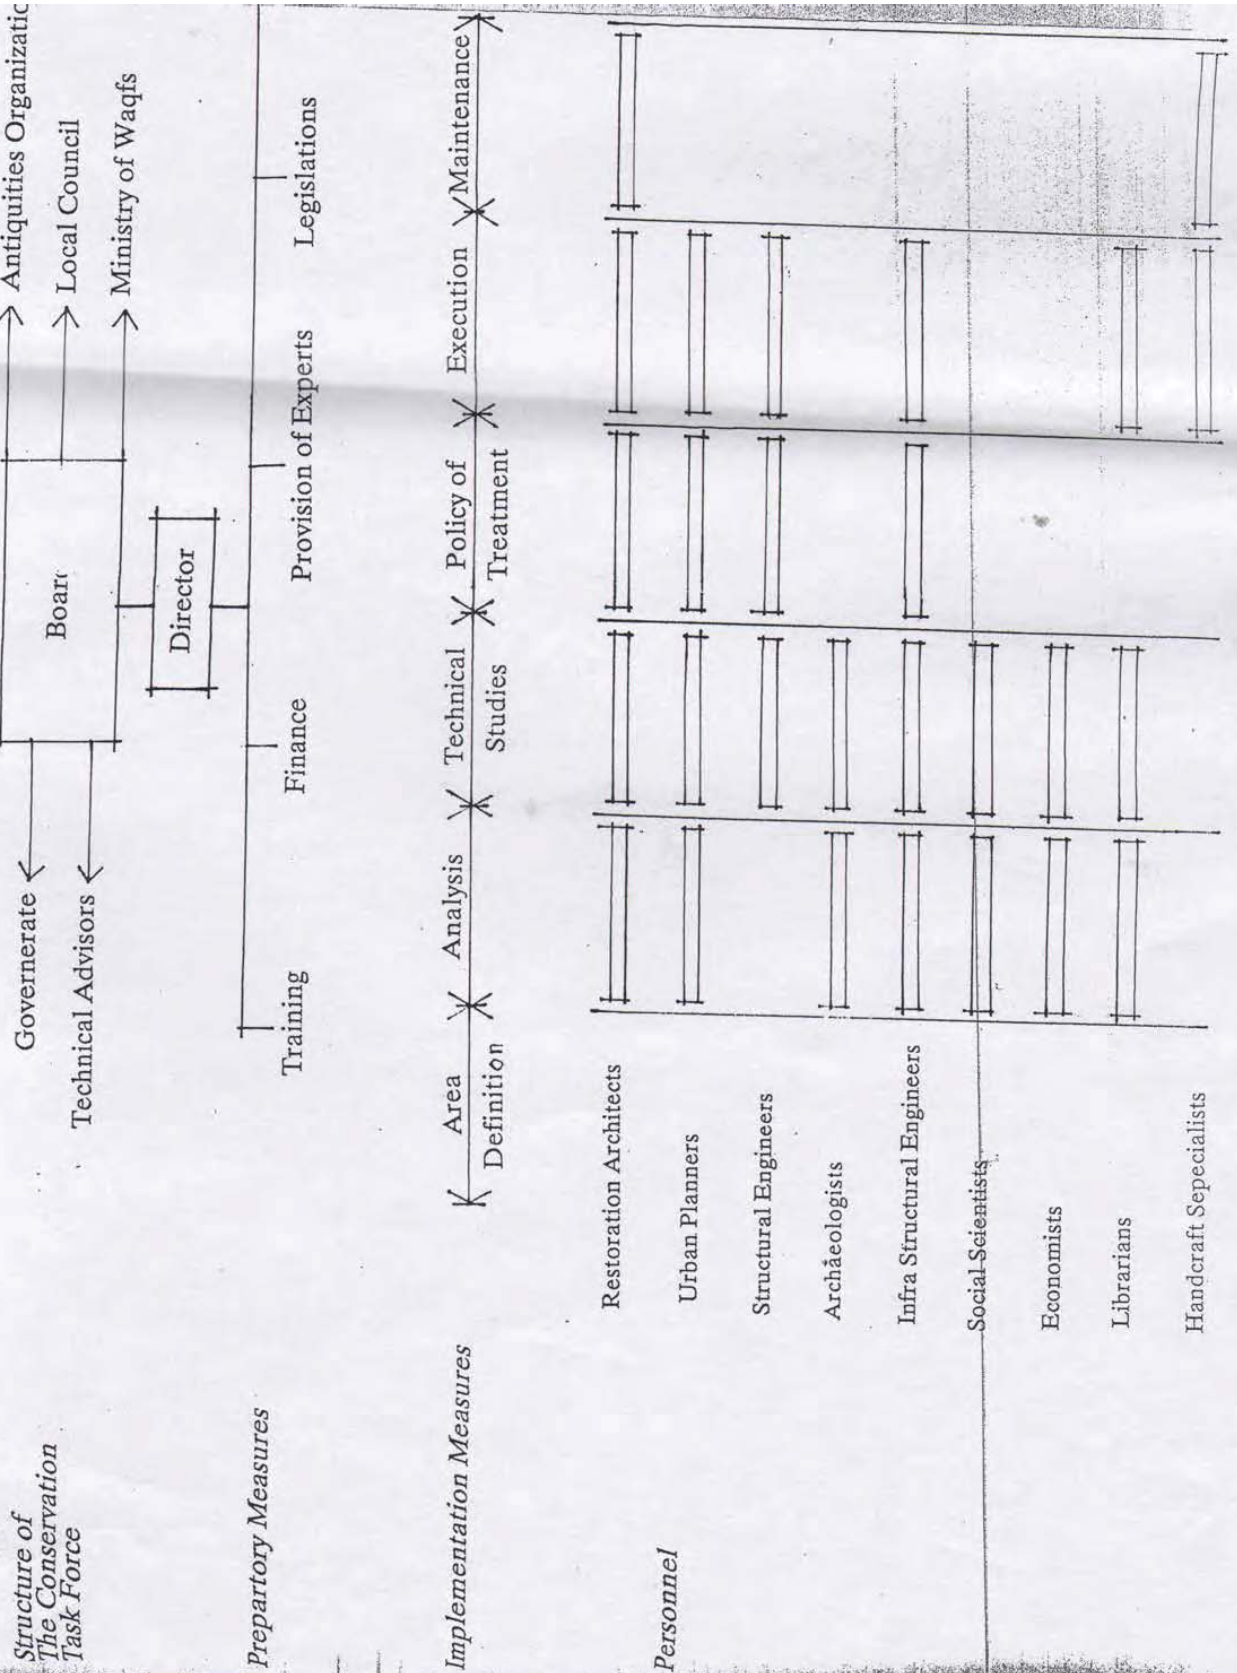 Structure of
The Conservation
Task Force
Governerate
Technical Advisors
Board
Director
Antiquities Organizatic
Local Council
Ministry of Waqfs
Prepartory Measures
Training
Finance
Provision of Experts
Legislations
Implementation Measures
Area
Definition
Analysis
Technical
Studies
Policy of
Treatment
Execution
Maintenance
Personnel
Restoration Architects
Urban Planners
Structural Engineers
Archaeologists
Infra Structural Engineers
Social Scientists
Economists
Librarians
Handcraft Sepecialists